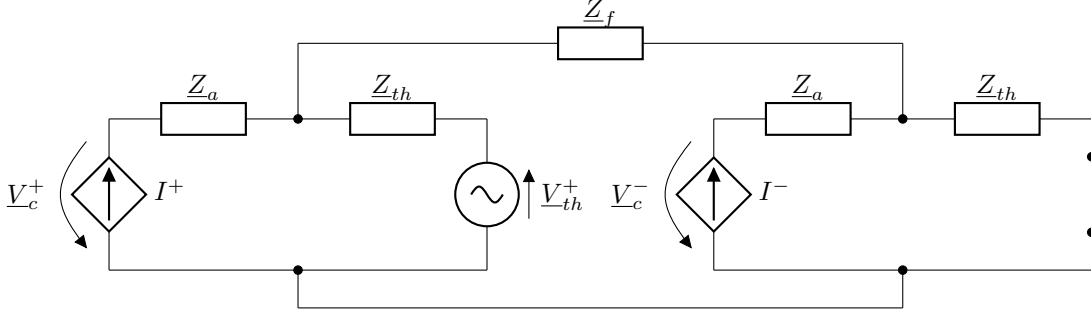 Z_f
Z_a Z_th Z_a Z_th
V_c^+ I^+ V_th^+ V_c^- I^-